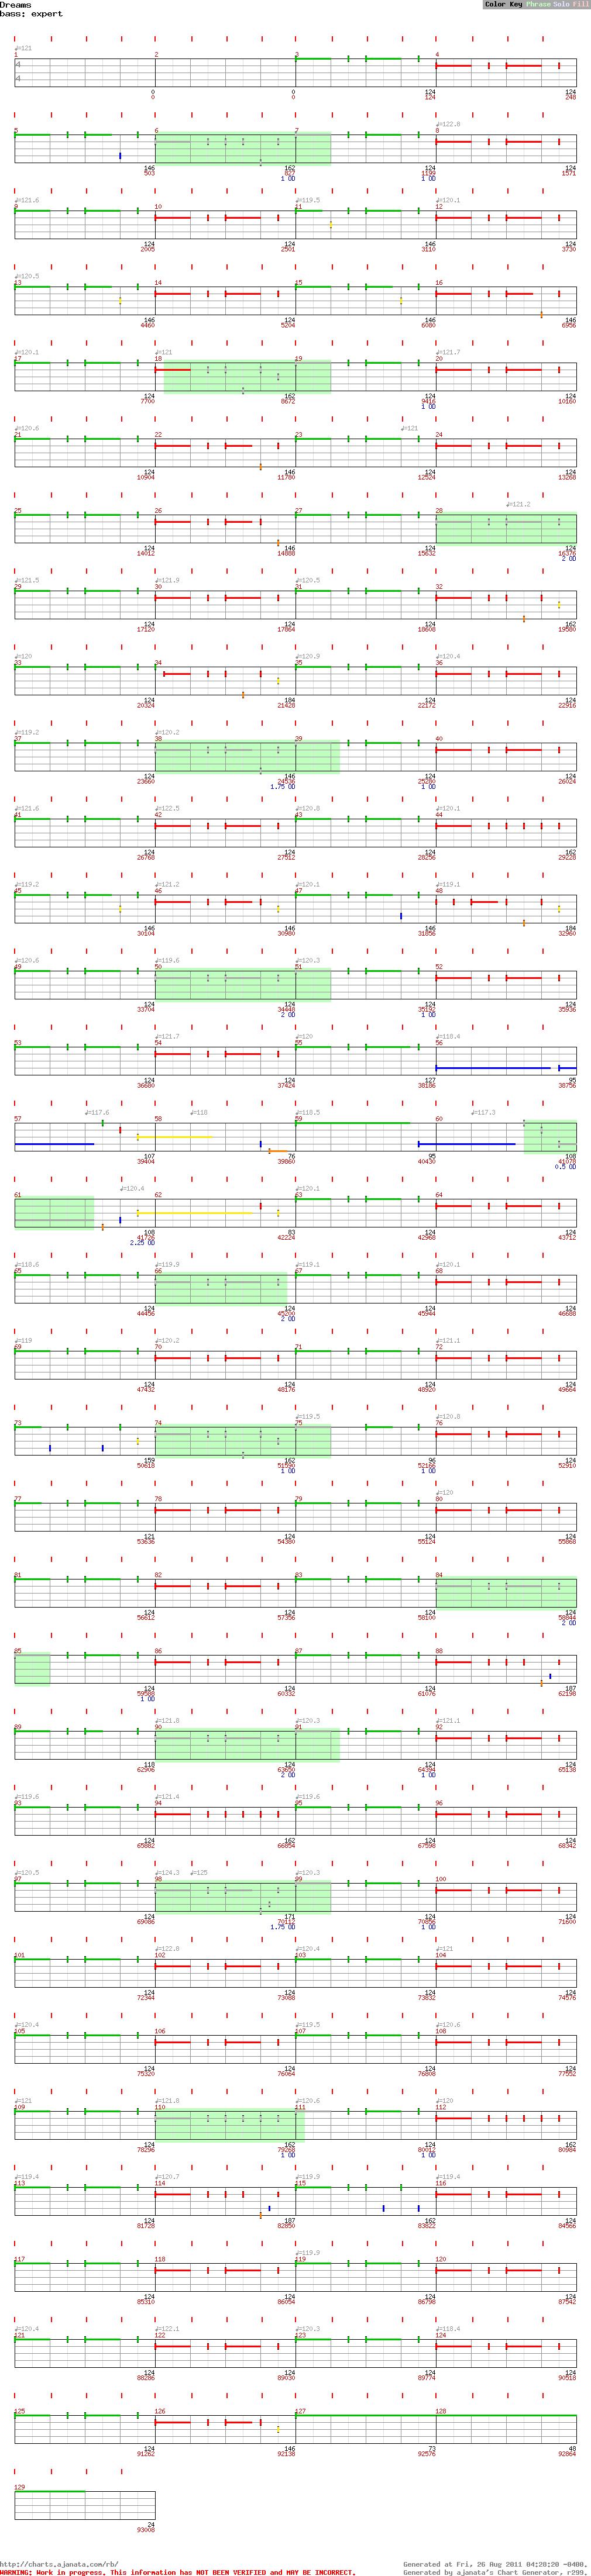 Dreams
bass: expert
Color Key Phrase Solo Fill
♩=121
1 2 3 4
4
4
0 0 124 124
0 0 124 248
♩=122.8
5 6 7 8
146 162 124 124
503 827 1199 1571
1 OD 1 OD
♩=121.6 ♩=119.5 ♩=120.1
9 10 11 12
124 124 146 124
2005 2501 3110 3730
♩=120.5
13 14 15 16
146 124 146 146
4460 5204 6080 6956
♩=120.1 ♩=121 ♩=121.7
17 18 19 20
124 162 124 124
7700 8672 9416 10160
1 OD
♩=120.6 ♩=121
21 22 23 24
124 146 124 124
10904 11780 12524 13268
♩=121.2
25 26 27 28
124 146 124 124
14012 14888 15632 16376
2 OD
♩=121.5 ♩=121.9 ♩=120.5
29 30 31 32
124 124 124 162
17120 17864 18608 19580
♩=120 ♩=120.9 ♩=120.4
33 34 35 36
124 184 124 124
20324 21428 22172 22916
♩=119.2 ♩=120.2
37 38 39 40
124 146 124 124
23660 24536 25280 26024
1.75 OD 1 OD
♩=121.6 ♩=122.5 ♩=120.8 ♩=120.1
41 42 43 44
124 124 124 162
26768 27512 28256 29228
♩=119.2 ♩=121.2 ♩=120.1 ♩=119.1
45 46 47 48
146 146 146 184
30104 30980 31856 32960
♩=120.6 ♩=119.6 ♩=120.3
49 50 51 52
124 124 124 124
33704 34448 35192 35936
2 OD 1 OD
♩=121.7 ♩=120 ♩=118.4
53 54 55 56
124 124 127 95
36680 37424 38186 38756
♩=117.6 ♩=118 ♩=118.5 ♩=117.3
57 58 59 60
107 76 95 108
39404 39860 40430 41078
0.5 OD
♩=120.4 ♩=120.1
61 62 63 64
108 83 124 124
41726 42224 42968 43712
2.25 OD
♩=118.6 ♩=119.9 ♩=119.1 ♩=120.1
65 66 67 68
124 124 124 124
44456 45200 45944 46688
2 OD
♩=119 ♩=120.2 ♩=121.1
69 70 71 72
124 124 124 124
47432 48176 48920 49664
♩=119.5 ♩=120.8
73 74 75 76
159 162 96 124
50618 51590 52166 52910
1 OD 1 OD
♩=120
77 78 79 80
121 124 124 124
53636 54380 55124 55868
81 82 83 84
124 124 124 124
56612 57356 58100 58844
2 OD
85 86 87 88
124 124 124 187
59588 60332 61076 62198
1 OD
♩=121.8 ♩=120.3 ♩=121.1
89 90 91 92
118 124 124 124
62906 63650 64394 65138
2 OD 1 OD
♩=119.6 ♩=121.4 ♩=119.6
93 94 95 96
124 162 124 124
65882 66854 67598 68342
♩=120.5 ♩=124.3 ♩=125 ♩=120.3
97 98 99 100
124 171 124 124
69086 70112 70856 71600
1.75 OD 1 OD
♩=122.8 ♩=120.4 ♩=121
101 102 103 104
124 124 124 124
72344 73088 73832 74576
♩=120.4 ♩=119.5 ♩=120.6
105 106 107 108
124 124 124 124
75320 76064 76808 77552
♩=121 ♩=121.8 ♩=120.6 ♩=120
109 110 111 112
124 162 124 162
78296 79268 80012 80984
1 OD 1 OD
♩=119.4 ♩=120.7 ♩=119.9 ♩=119.4
113 114 115 116
124 187 162 124
81728 82850 83822 84566
♩=119.9
117 118 119 120
124 124 124 124
85310 86054 86798 87542
♩=120.4 ♩=122.1 ♩=120.3 ♩=118.4
121 122 123 124
124 124 124 124
88286 89030 89774 90518
125 126 127 128
124 146 73 48
91262 92138 92576 92864
129
24
93008
http://charts.ajanata.com/rb/ Generated at Fri, 26 Aug 2011 04:20:20 -0400.
WARNING: Work in progress. This information has NOT BEEN VERIFIED and MAY BE INCORRECT. Generated by ajanata's Chart Generator, r299.